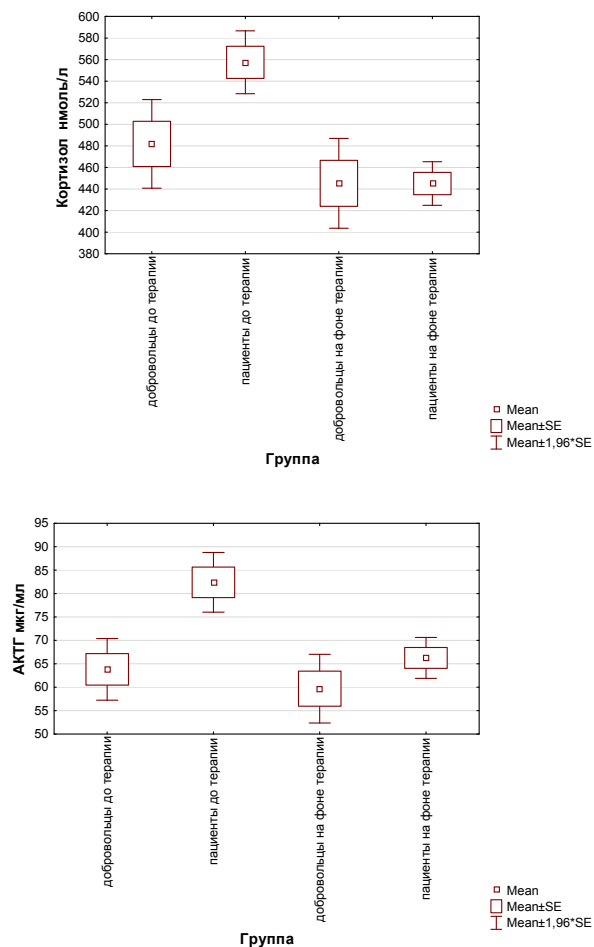 600
580
560
540
520
500
480
460
440
420
400
380
Кортизол нмоль/л
добровольцы до терапии
пациенты до терапии
добровольцы на фоне терапии
пациенты на фоне терапии
Группа
Mean
Mean±SE
Mean±1,96*SE
95
90
85
80
75
70
65
60
55
50
АКТГ мкг/мл
добровольцы до терапии
пациенты до терапии
добровольцы на фоне терапии
пациенты на фоне терапии
Группа
Mean
Mean±SE
Mean±1,96*SE